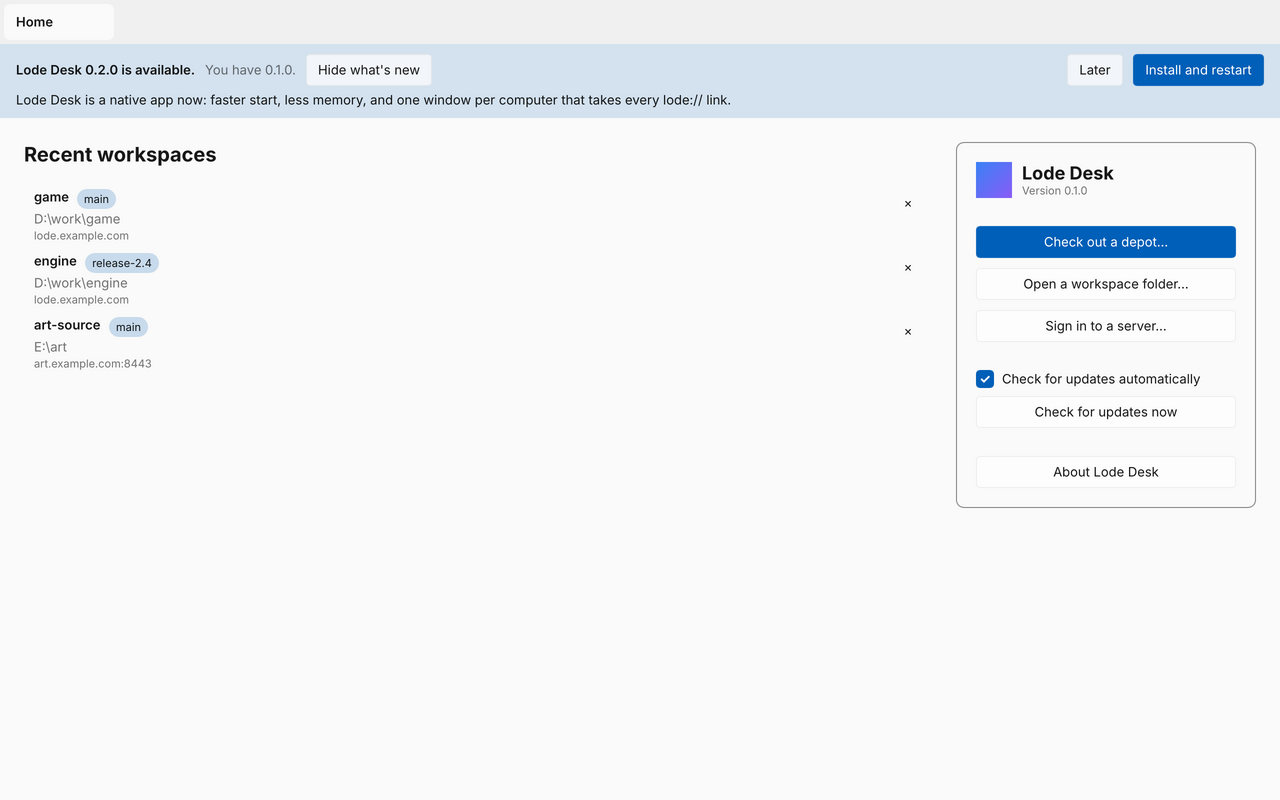 Home
Lode Desk 0.2.0 is available. You have 0.1.0. Hide what's new Later Install and restart
Lode Desk is a native app now: faster start, less memory, and one window per computer that takes every lode:// link.
Recent workspaces
game main
D:\work\game
lode.example.com
engine release-2.4
D:\work\engine
lode.example.com
art-source main
E:\art
art.example.com:8443
Lode Desk
Version 0.1.0
Check out a depot...
Open a workspace folder...
Sign in to a server...
Check for updates automatically
Check for updates now
About Lode Desk